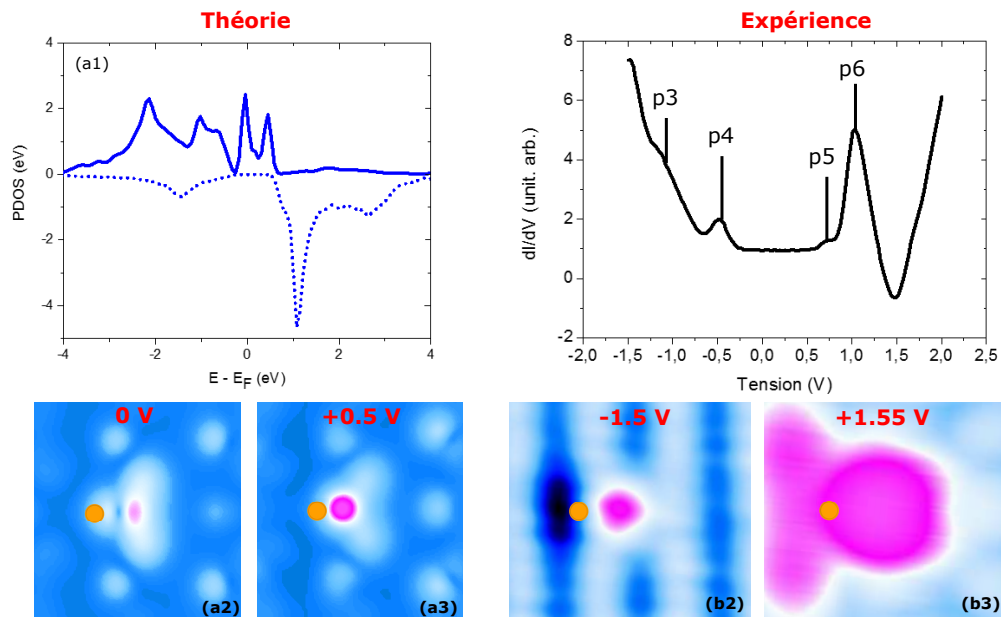 Théorie
(a1)
PDOS (eV)
4
2
0
-2
-4
-4
-2
0
2
4
E - E_F (eV)
Expérience
p3
p4
p5
p6
dI/dV (unit. arb.)
8
6
4
2
0
-2
-2,0
-1,5
-1,0
-0,5
0,0
0,5
1,0
1,5
2,0
2,5
Tension (V)
0 V
(a2)
+0.5 V
(a3)
-1.5 V
(b2)
+1.55 V
(b3)